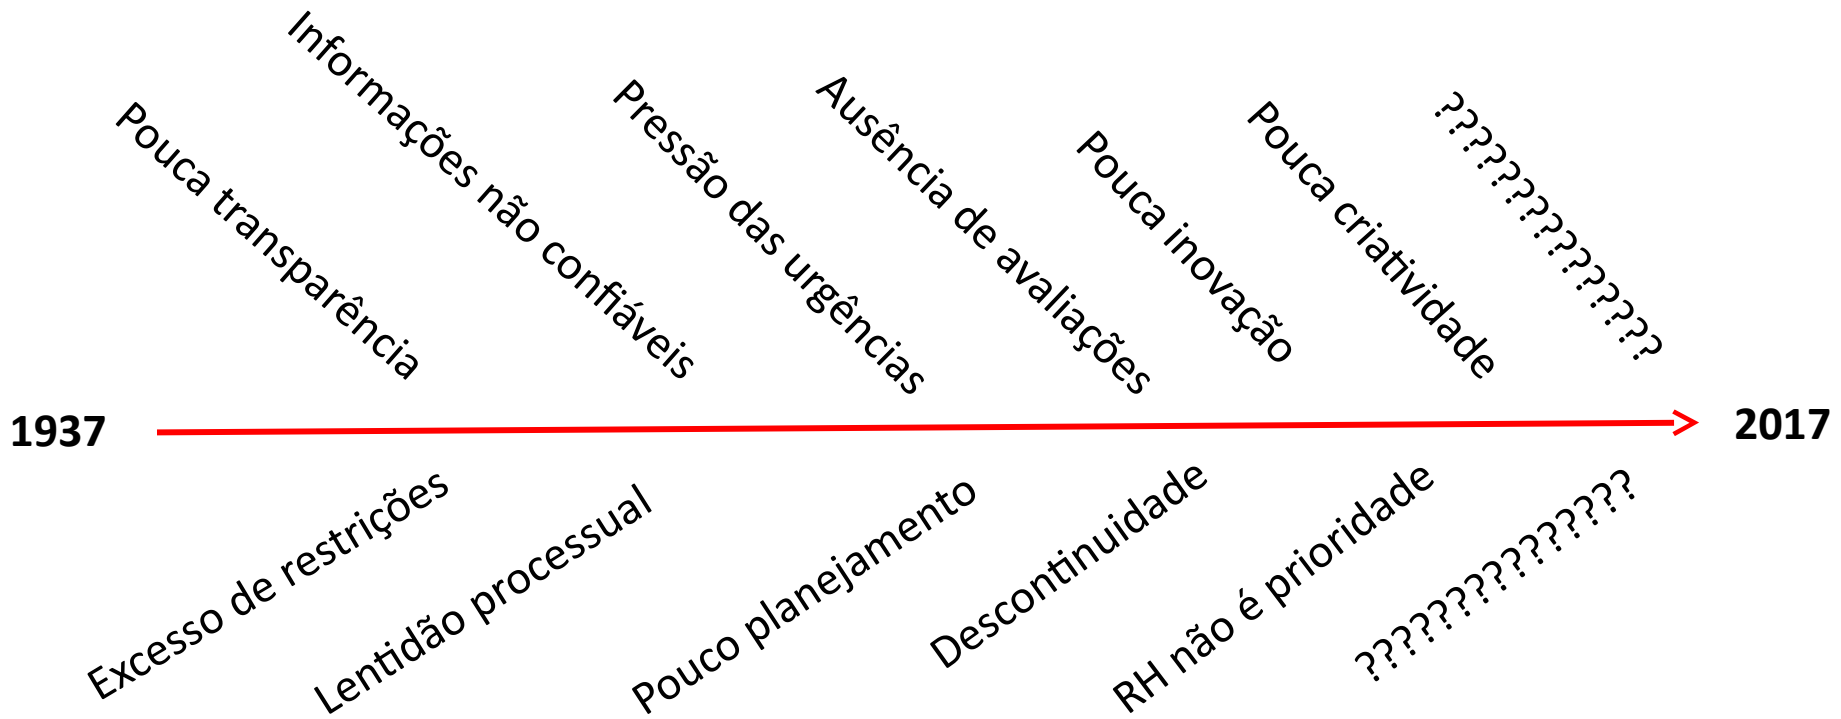 Pouca transparência
Informações não confiáveis
Pressão das urgências
Ausência de avaliações
Pouca inovação
Pouca criatividade
????????????????
1937
2017
Excesso de restrições
Lentidão processual
Pouco planejamento
Descontinuidade
RH não é prioridade
????????????????